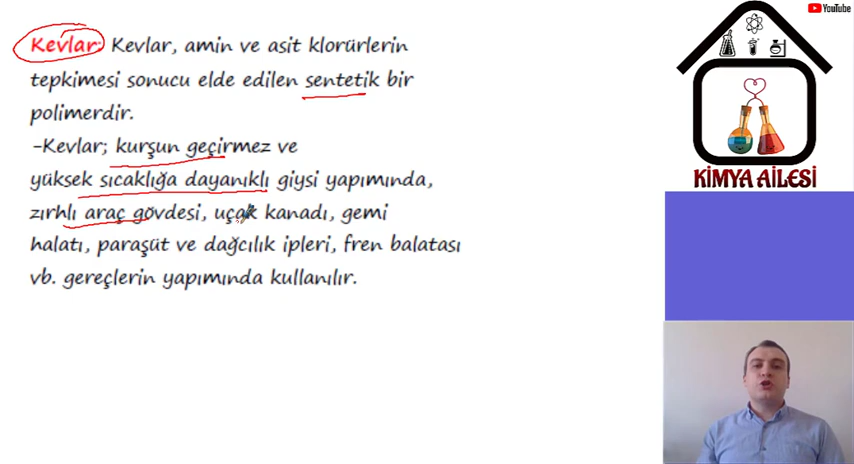 YouTube
Kevlar: Kevlar, amin ve asit klorürlerin
tepkimesi sonucu elde edilen sentetik bir
polimerdir.
-Kevlar; kurşun geçirmez ve
yüksek sıcaklığa dayanıklı giysi yapımında,
zırhlı araç gövdesi, uçak kanadı, gemi
halatı, paraşüt ve dağcılık ipleri, fren balatası
vb. gereçlerin yapımında kullanılır.
KİMYA AİLESİ